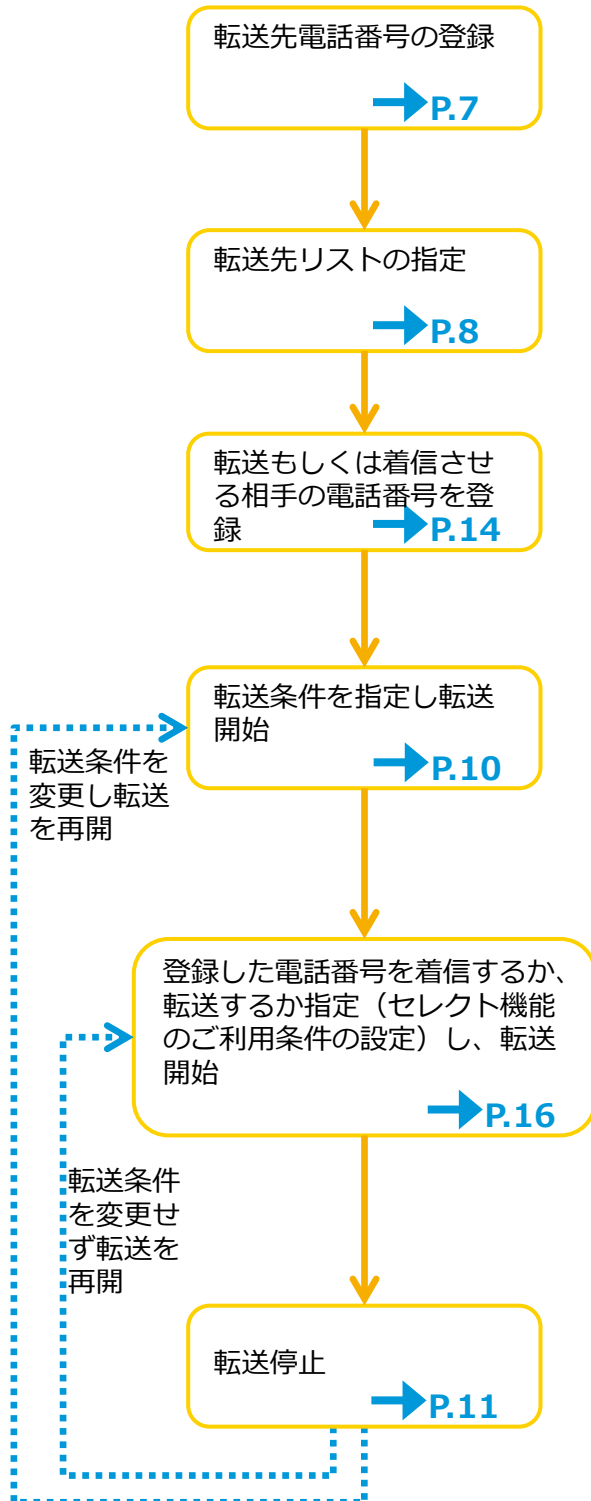 転送先電話番号の登録
P.7
転送先リストの指定
P.8
転送もしくは着信させ
る相手の電話番号を登
録
P.14
転送条件を指定し転送
開始
P.10
転送条件を
変更し転送
を再開
登録した電話番号を着信するか、
転送するか指定（セレクト機能
のご利用条件の設定）し、転送
開始
P.16
転送条件
を変更せ
ず転送を
再開
転送停止
P.11